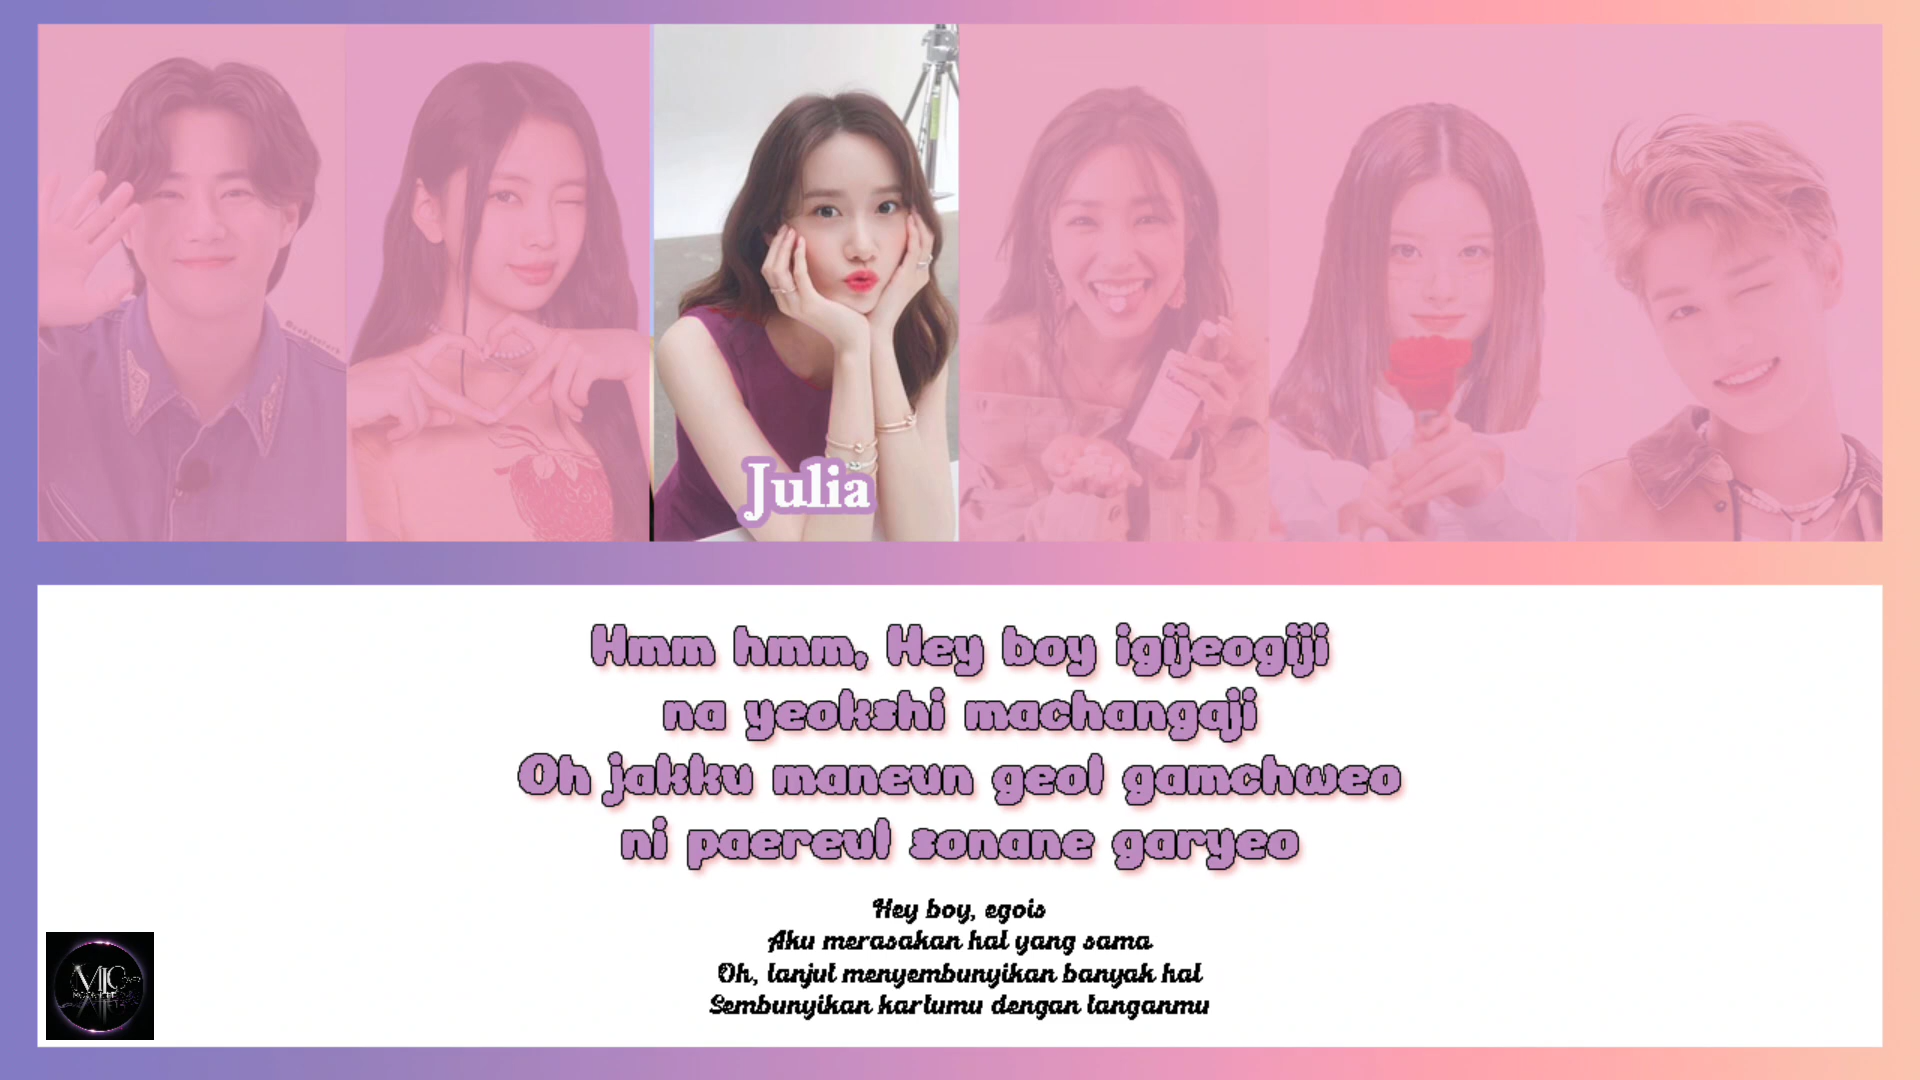 Julia
Hmm hmm, Hey boy igijeogiji
na yeokshi machangaji
Oh jakku maneun geol gamchweo
ni paereul sonane garyeo
Hey boy, egois
Aku merasakan hal yang sama
Oh, lanjut menyembunyikan banyak hal
Sembunyikan kartumu dengan tanganmu